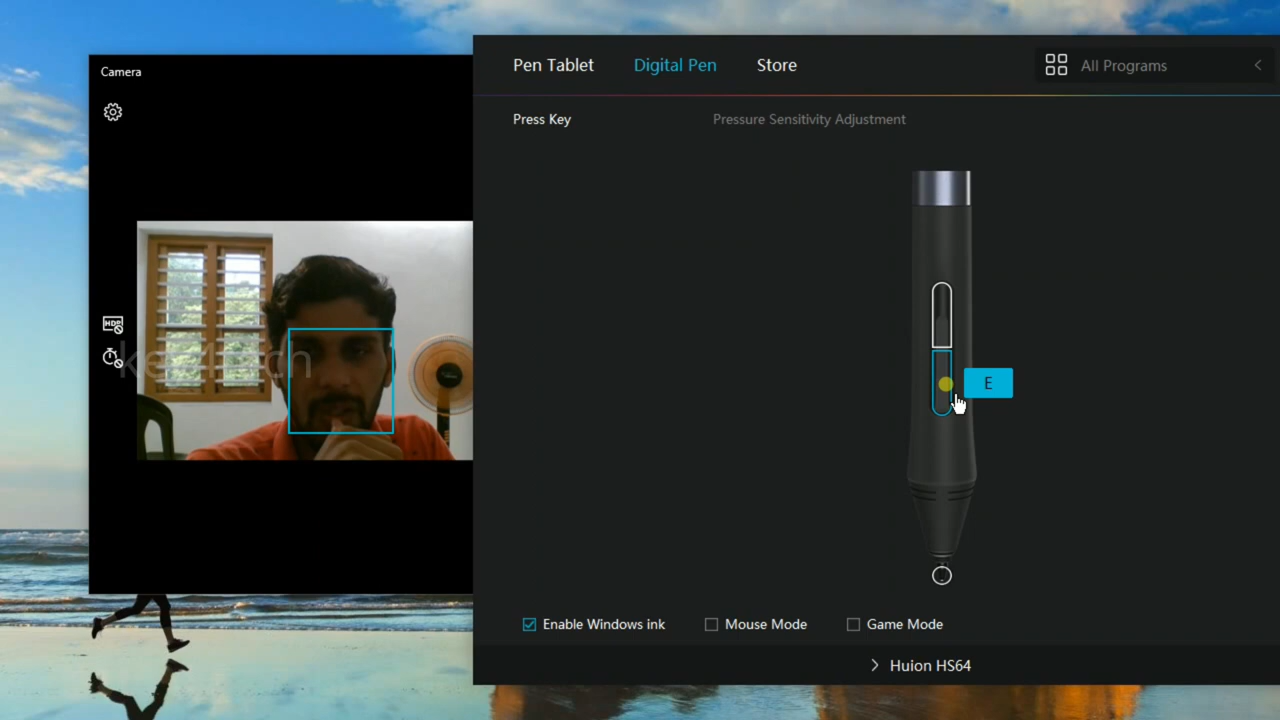 Camera
Pen Tablet Digital Pen Store All Programs
Press Key Pressure Sensitivity Adjustment
HDR
E
Enable Windows ink Mouse Mode Game Mode
Huion HS64